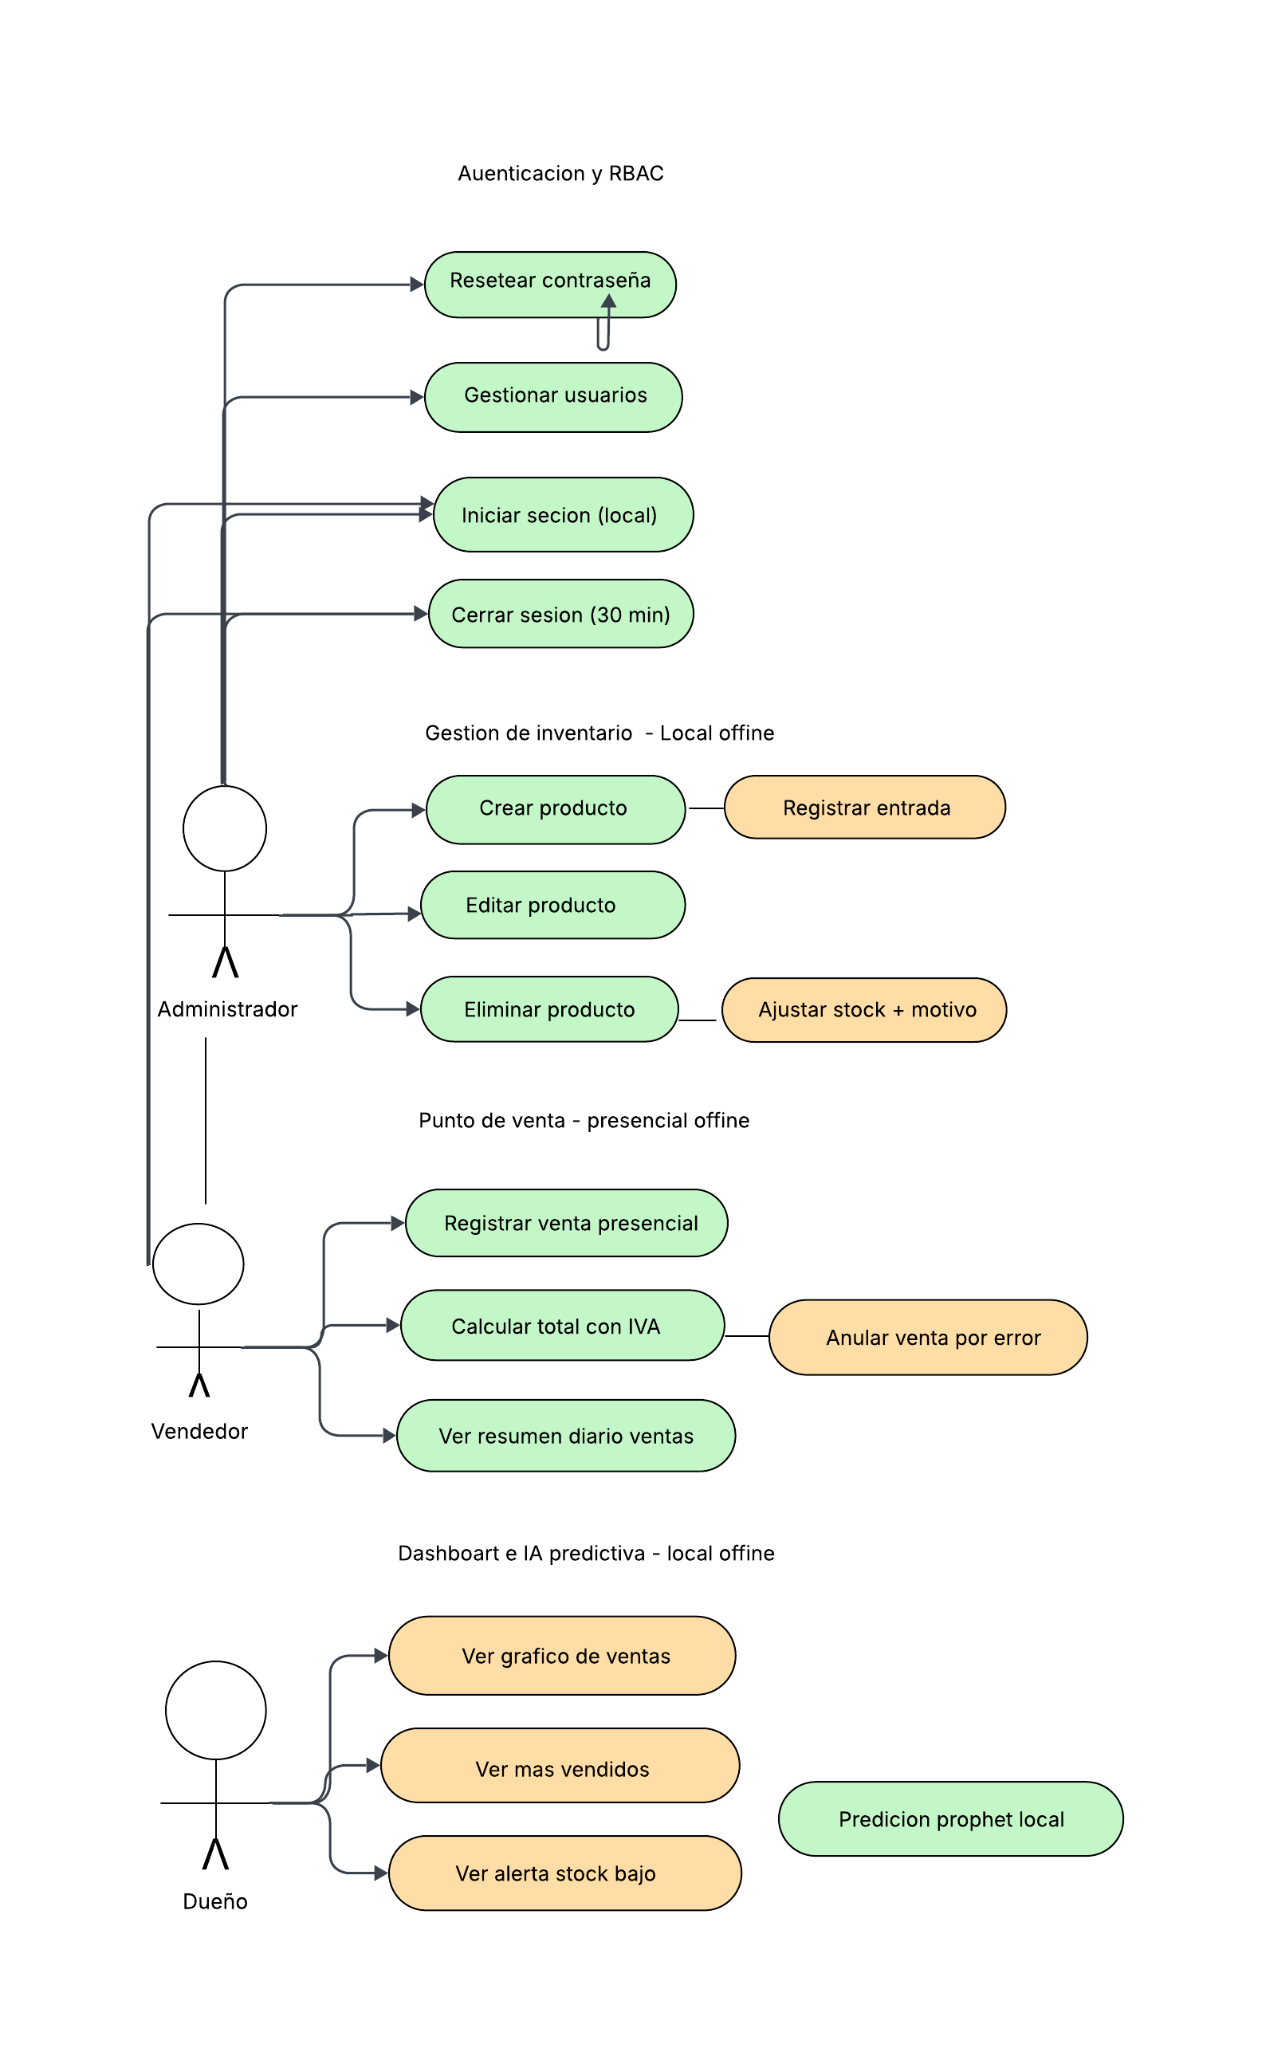 Auenticacion y RBAC
Resetear contraseña
Gestionar usuarios
Iniciar secion (local)
Cerrar sesion (30 min)
Gestion de inventario  - Local offine
Crear producto
Registrar entrada
Editar producto
Eliminar producto
Ajustar stock + motivo
Administrador
Punto de venta - presencial offine
Registrar venta presencial
Calcular total con IVA
Anular venta por error
Ver resumen diario ventas
Vendedor
Dashboart e IA predictiva - local offine
Ver grafico de ventas
Ver mas vendidos
Predicion prophet local
Ver alerta stock bajo
Dueño